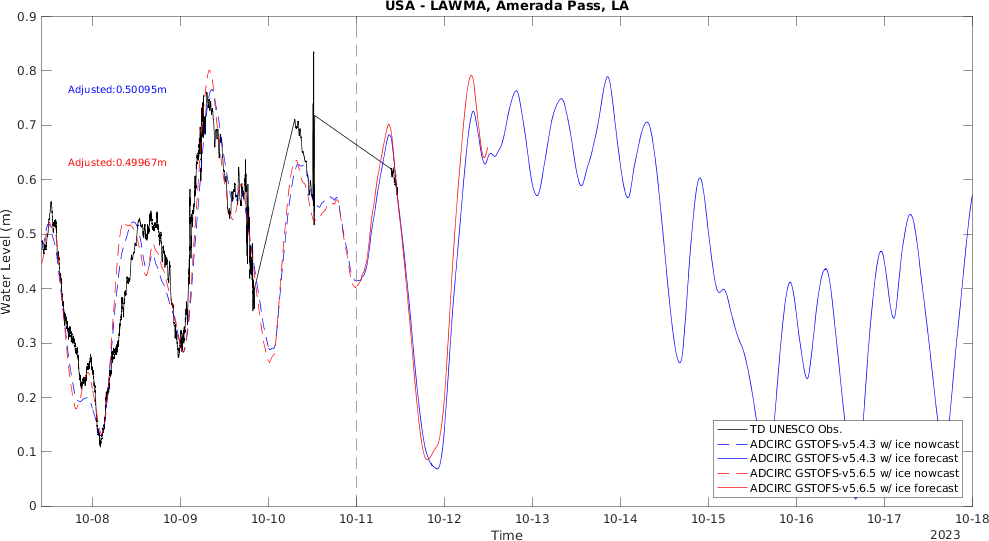 USA - LAWMA, Amerada Pass, LA
0.9
0.8
0.7
0.6
0.5
0.4
0.3
0.2
0.1
0
Water Level (m)
Adjusted:0.50095m
Adjusted:0.49967m
TD UNESCO Obs.
ADCIRC GSTOFS-v5.4.3 w/ ice nowcast
ADCIRC GSTOFS-v5.4.3 w/ ice forecast
ADCIRC GSTOFS-v5.6.5 w/ ice nowcast
ADCIRC GSTOFS-v5.6.5 w/ ice forecast
10-08 10-09 10-10 10-11 10-12 10-13 10-14 10-15 10-16 10-17 10-18
Time
2023